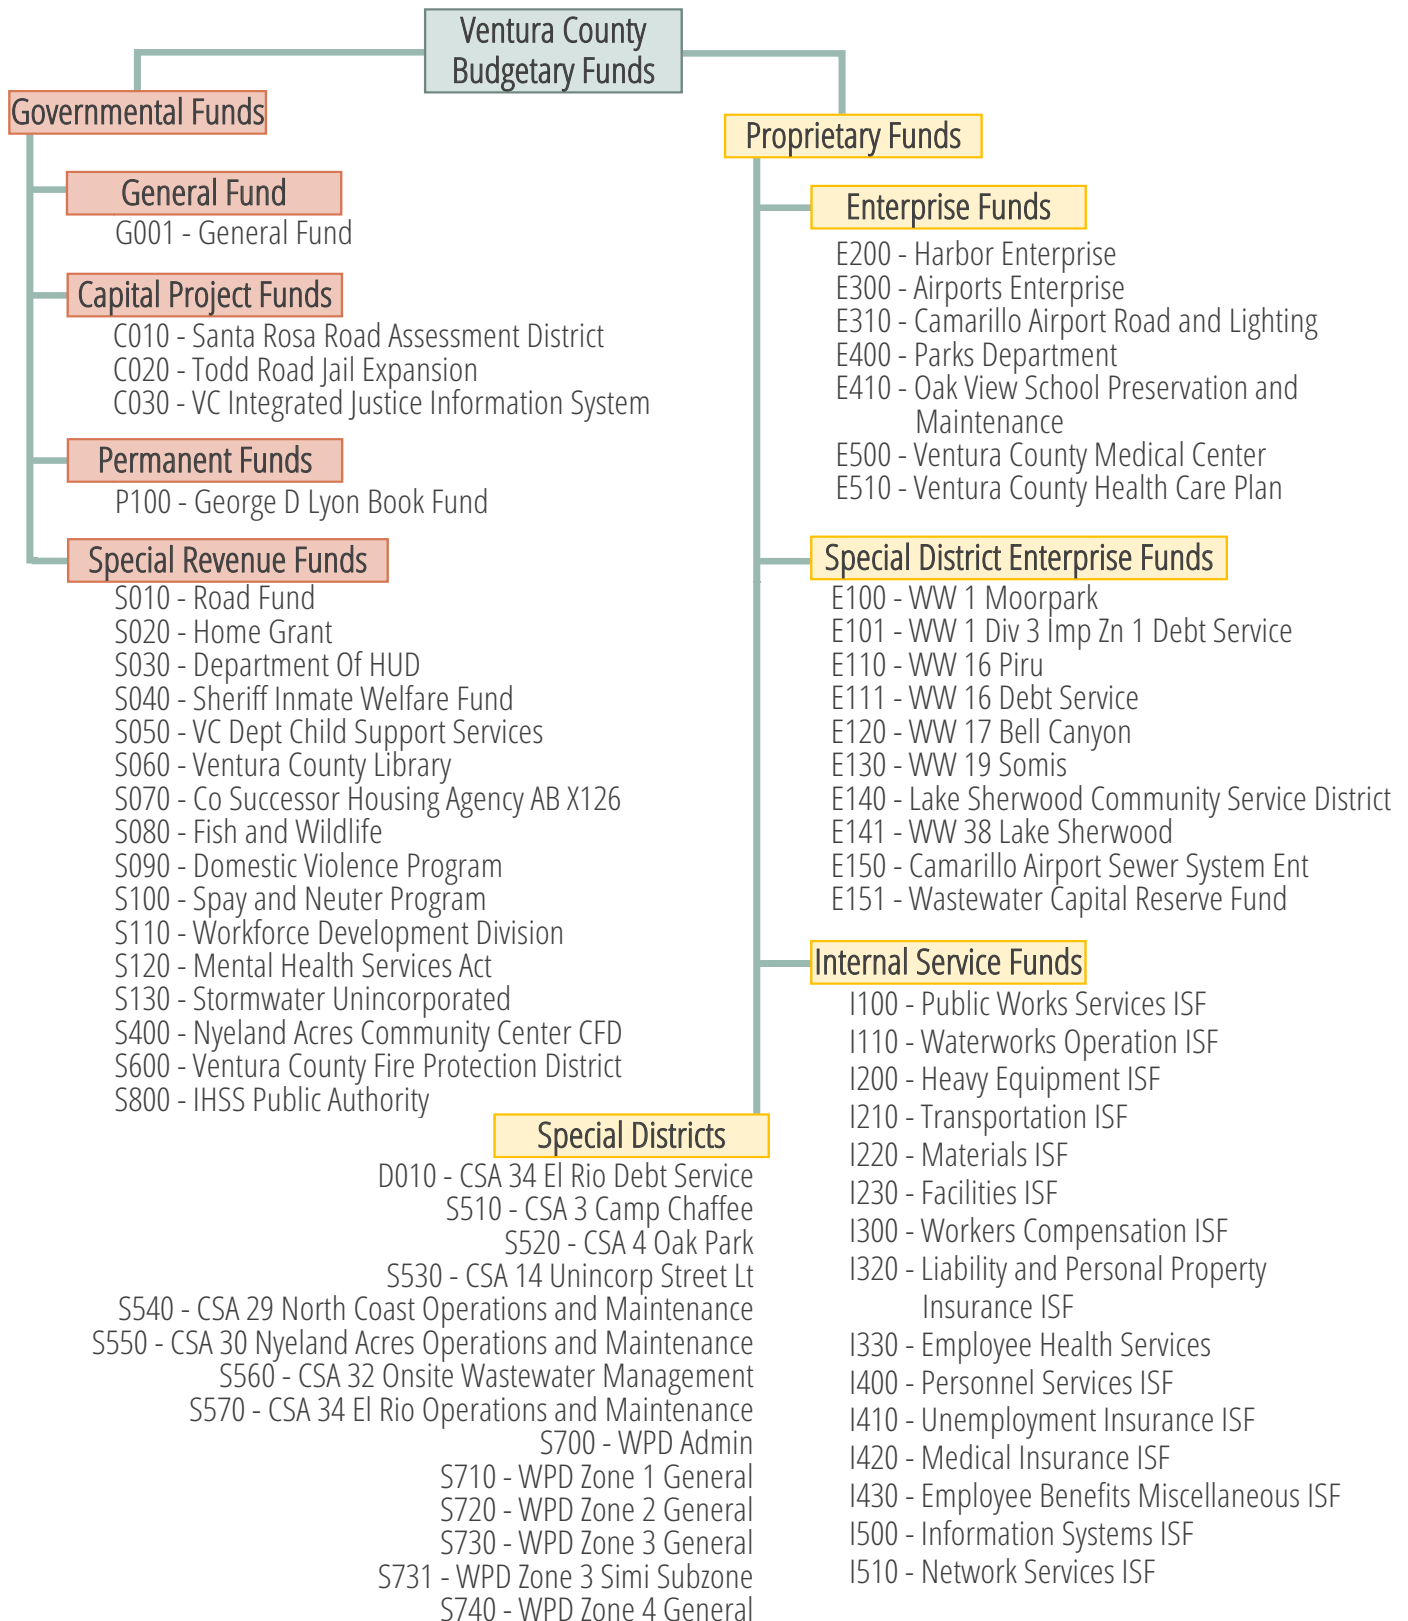 Ventura County
Budgetary Funds
Governmental Funds
General Fund
G001 - General Fund
Capital Project Funds
C010 - Santa Rosa Road Assessment District
C020 - Todd Road Jail Expansion
C030 - VC Integrated Justice Information System
Permanent Funds
P100 - George D Lyon Book Fund
Special Revenue Funds
S010 - Road Fund
S020 - Home Grant
S030 - Department Of HUD
S040 - Sheriff Inmate Welfare Fund
S050 - VC Dept Child Support Services
S060 - Ventura County Library
S070 - Co Successor Housing Agency AB X126
S080 - Fish and Wildlife
S090 - Domestic Violence Program
S100 - Spay and Neuter Program
S110 - Workforce Development Division
S120 - Mental Health Services Act
S130 - Stormwater Unincorporated
S400 - Nyeland Acres Community Center CFD
S600 - Ventura County Fire Protection District
S800 - IHSS Public Authority
Proprietary Funds
Enterprise Funds
E200 - Harbor Enterprise
E300 - Airports Enterprise
E310 - Camarillo Airport Road and Lighting
E400 - Parks Department
E410 - Oak View School Preservation and
Maintenance
E500 - Ventura County Medical Center
E510 - Ventura County Health Care Plan
Special District Enterprise Funds
E100 - WW 1 Moorpark
E101 - WW 1 Div 3 Imp Zn 1 Debt Service
E110 - WW 16 Piru
E111 - WW 16 Debt Service
E120 - WW 17 Bell Canyon
E130 - WW 19 Somis
E140 - Lake Sherwood Community Service District
E141 - WW 38 Lake Sherwood
E150 - Camarillo Airport Sewer System Ent
E151 - Wastewater Capital Reserve Fund
Internal Service Funds
I100 - Public Works Services ISF
I110 - Waterworks Operation ISF
I200 - Heavy Equipment ISF
I210 - Transportation ISF
I220 - Materials ISF
I230 - Facilities ISF
I300 - Workers Compensation ISF
I320 - Liability and Personal Property
Insurance ISF
I330 - Employee Health Services
I400 - Personnel Services ISF
I410 - Unemployment Insurance ISF
I420 - Medical Insurance ISF
I430 - Employee Benefits Miscellaneous ISF
I500 - Information Systems ISF
I510 - Network Services ISF
Special Districts
D010 - CSA 34 El Rio Debt Service
S510 - CSA 3 Camp Chaffee
S520 - CSA 4 Oak Park
S530 - CSA 14 Unincorp Street Lt
S540 - CSA 29 North Coast Operations and Maintenance
S550 - CSA 30 Nyeland Acres Operations and Maintenance
S560 - CSA 32 Onsite Wastewater Management
S570 - CSA 34 El Rio Operations and Maintenance
S700 - WPD Admin
S710 - WPD Zone 1 General
S720 - WPD Zone 2 General
S730 - WPD Zone 3 General
S731 - WPD Zone 3 Simi Subzone
S740 - WPD Zone 4 General